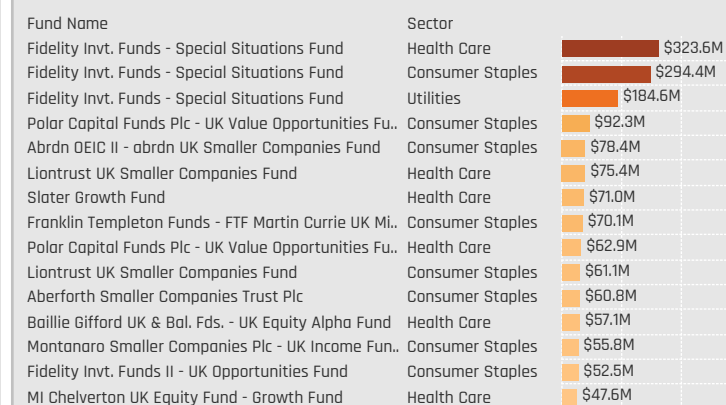 Fund Name Sector
Fidelity Invt. Funds - Special Situations Fund Health Care $323.6M
Fidelity Invt. Funds - Special Situations Fund Consumer Staples $294.4M
Fidelity Invt. Funds - Special Situations Fund Utilities $184.6M
Polar Capital Funds Plc - UK Value Opportunities Fu.. Consumer Staples $92.3M
Abrdn OEIC II - abrdn UK Smaller Companies Fund Consumer Staples $78.4M
Liontrust UK Smaller Companies Fund Health Care $75.4M
Slater Growth Fund Health Care $71.0M
Franklin Templeton Funds - FTF Martin Currie UK Mi.. Consumer Staples $70.1M
Polar Capital Funds Plc - UK Value Opportunities Fu.. Health Care $62.9M
Liontrust UK Smaller Companies Fund Consumer Staples $61.1M
Aberforth Smaller Companies Trust Plc Consumer Staples $60.8M
Baillie Gifford UK & Bal. Fds. - UK Equity Alpha Fund Health Care $57.1M
Montanaro Smaller Companies Plc - UK Income Fun.. Consumer Staples $55.8M
Fidelity Invt. Funds II - UK Opportunities Fund Consumer Staples $52.5M
MI Chelverton UK Equity Fund - Growth Fund Health Care $47.6M